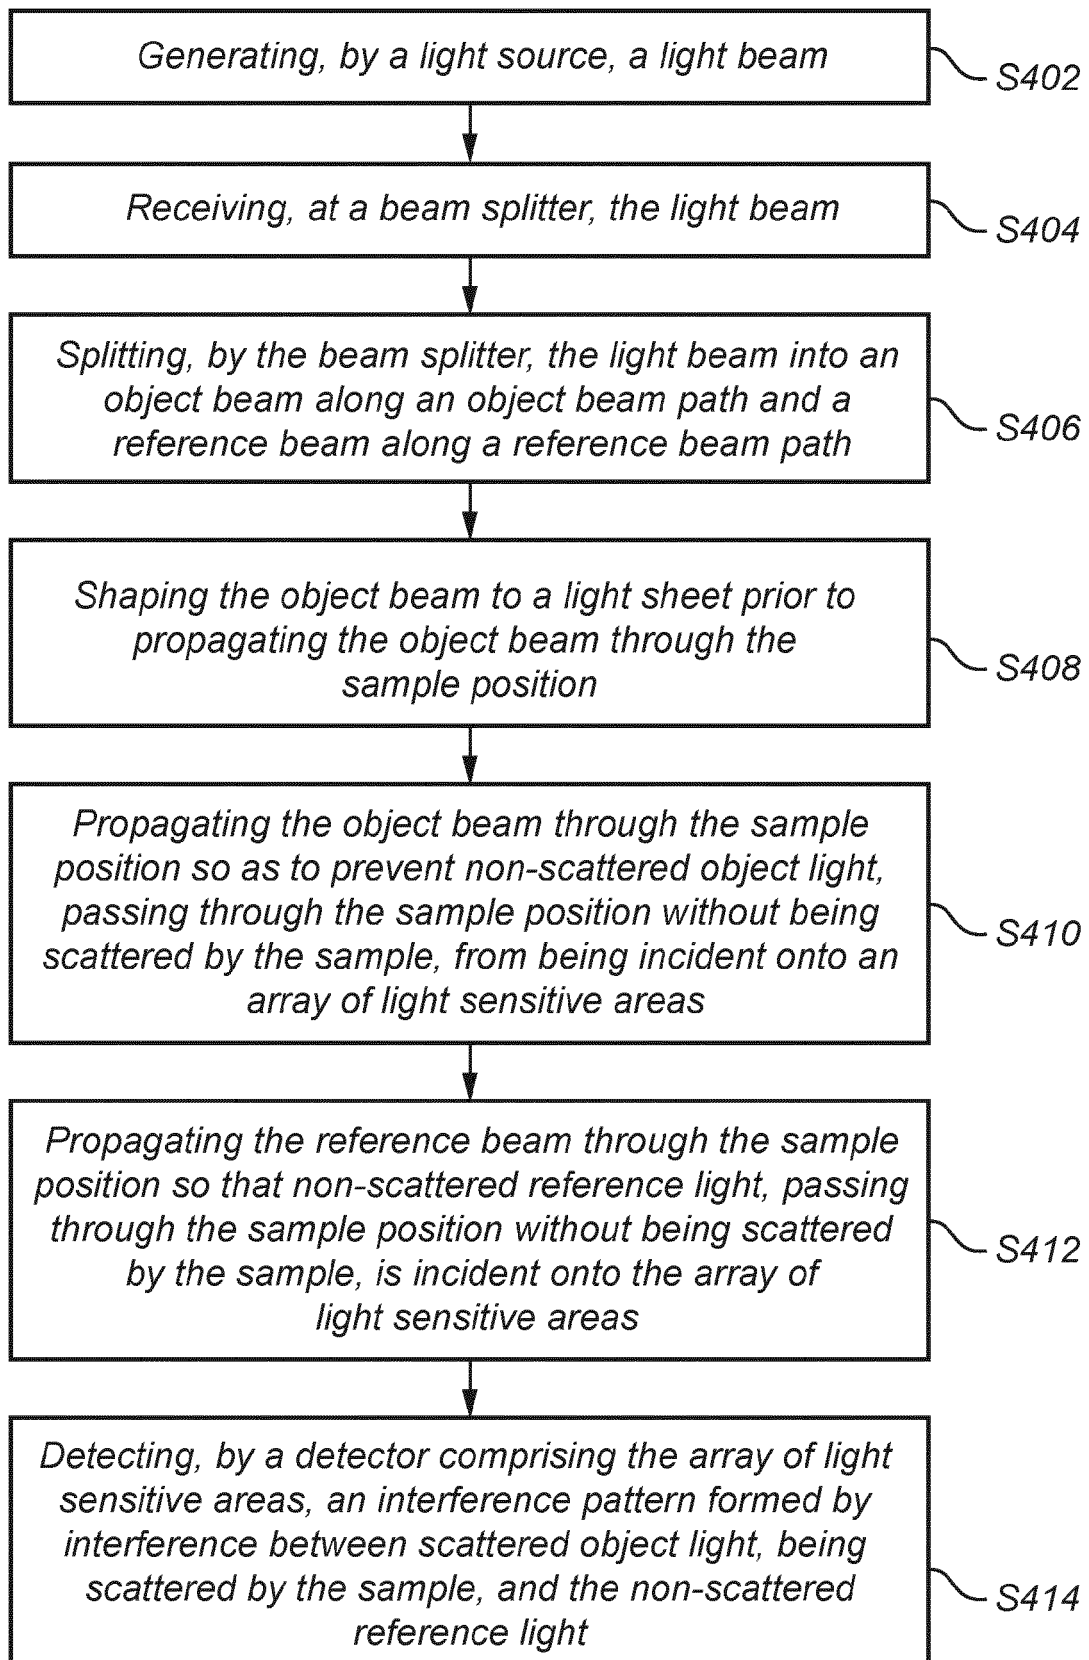 Generating, by a light source, a light beam
S402
Receiving, at a beam splitter, the light beam
S404
Splitting, by the beam splitter, the light beam into an
object beam along an object beam path and a
reference beam along a reference beam path
S406
Shaping the object beam to a light sheet prior to
propagating the object beam through the
sample position
S408
Propagating the object beam through the sample
position so as to prevent non-scattered object light,
passing through the sample position without being
scattered by the sample, from being incident onto an
array of light sensitive areas
S410
Propagating the reference beam through the sample
position so that non-scattered reference light, passing
through the sample position without being scattered
by the sample, is incident onto the array of
light sensitive areas
S412
Detecting, by a detector comprising the array of light
sensitive areas, an interference pattern formed by
interference between scattered object light, being
scattered by the sample, and the non-scattered
reference light
S414